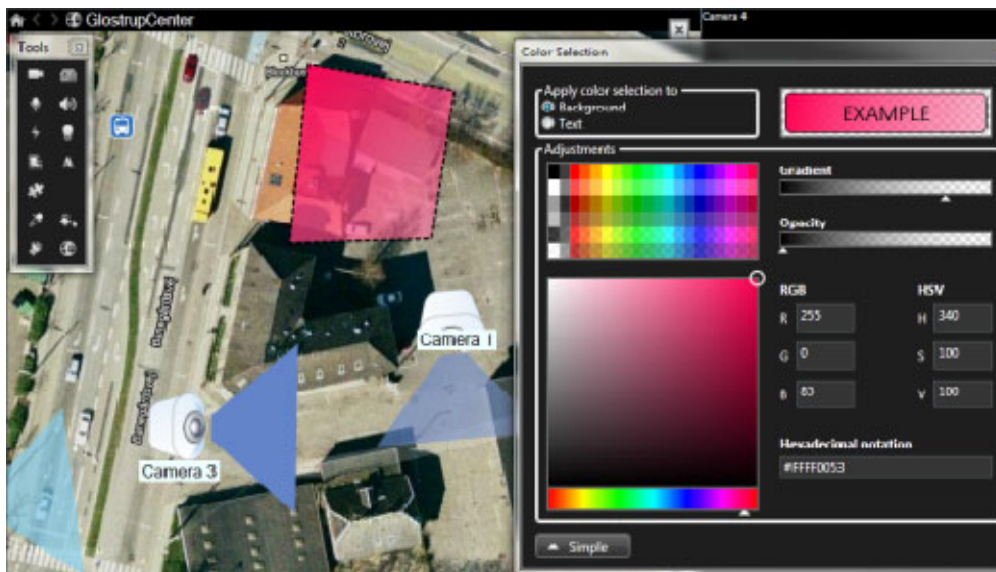 GlostrupCenter
Camera 4
Tools
Color Selection
Apply color selection to
Background
Text
EXAMPLE
Adjustments
Gradient
Opacity
RGB
HSV
R 255
H 340
G 0
S 100
B 83
V 100
Hexadecimal notation
Simple
Camera 1
Camera 3